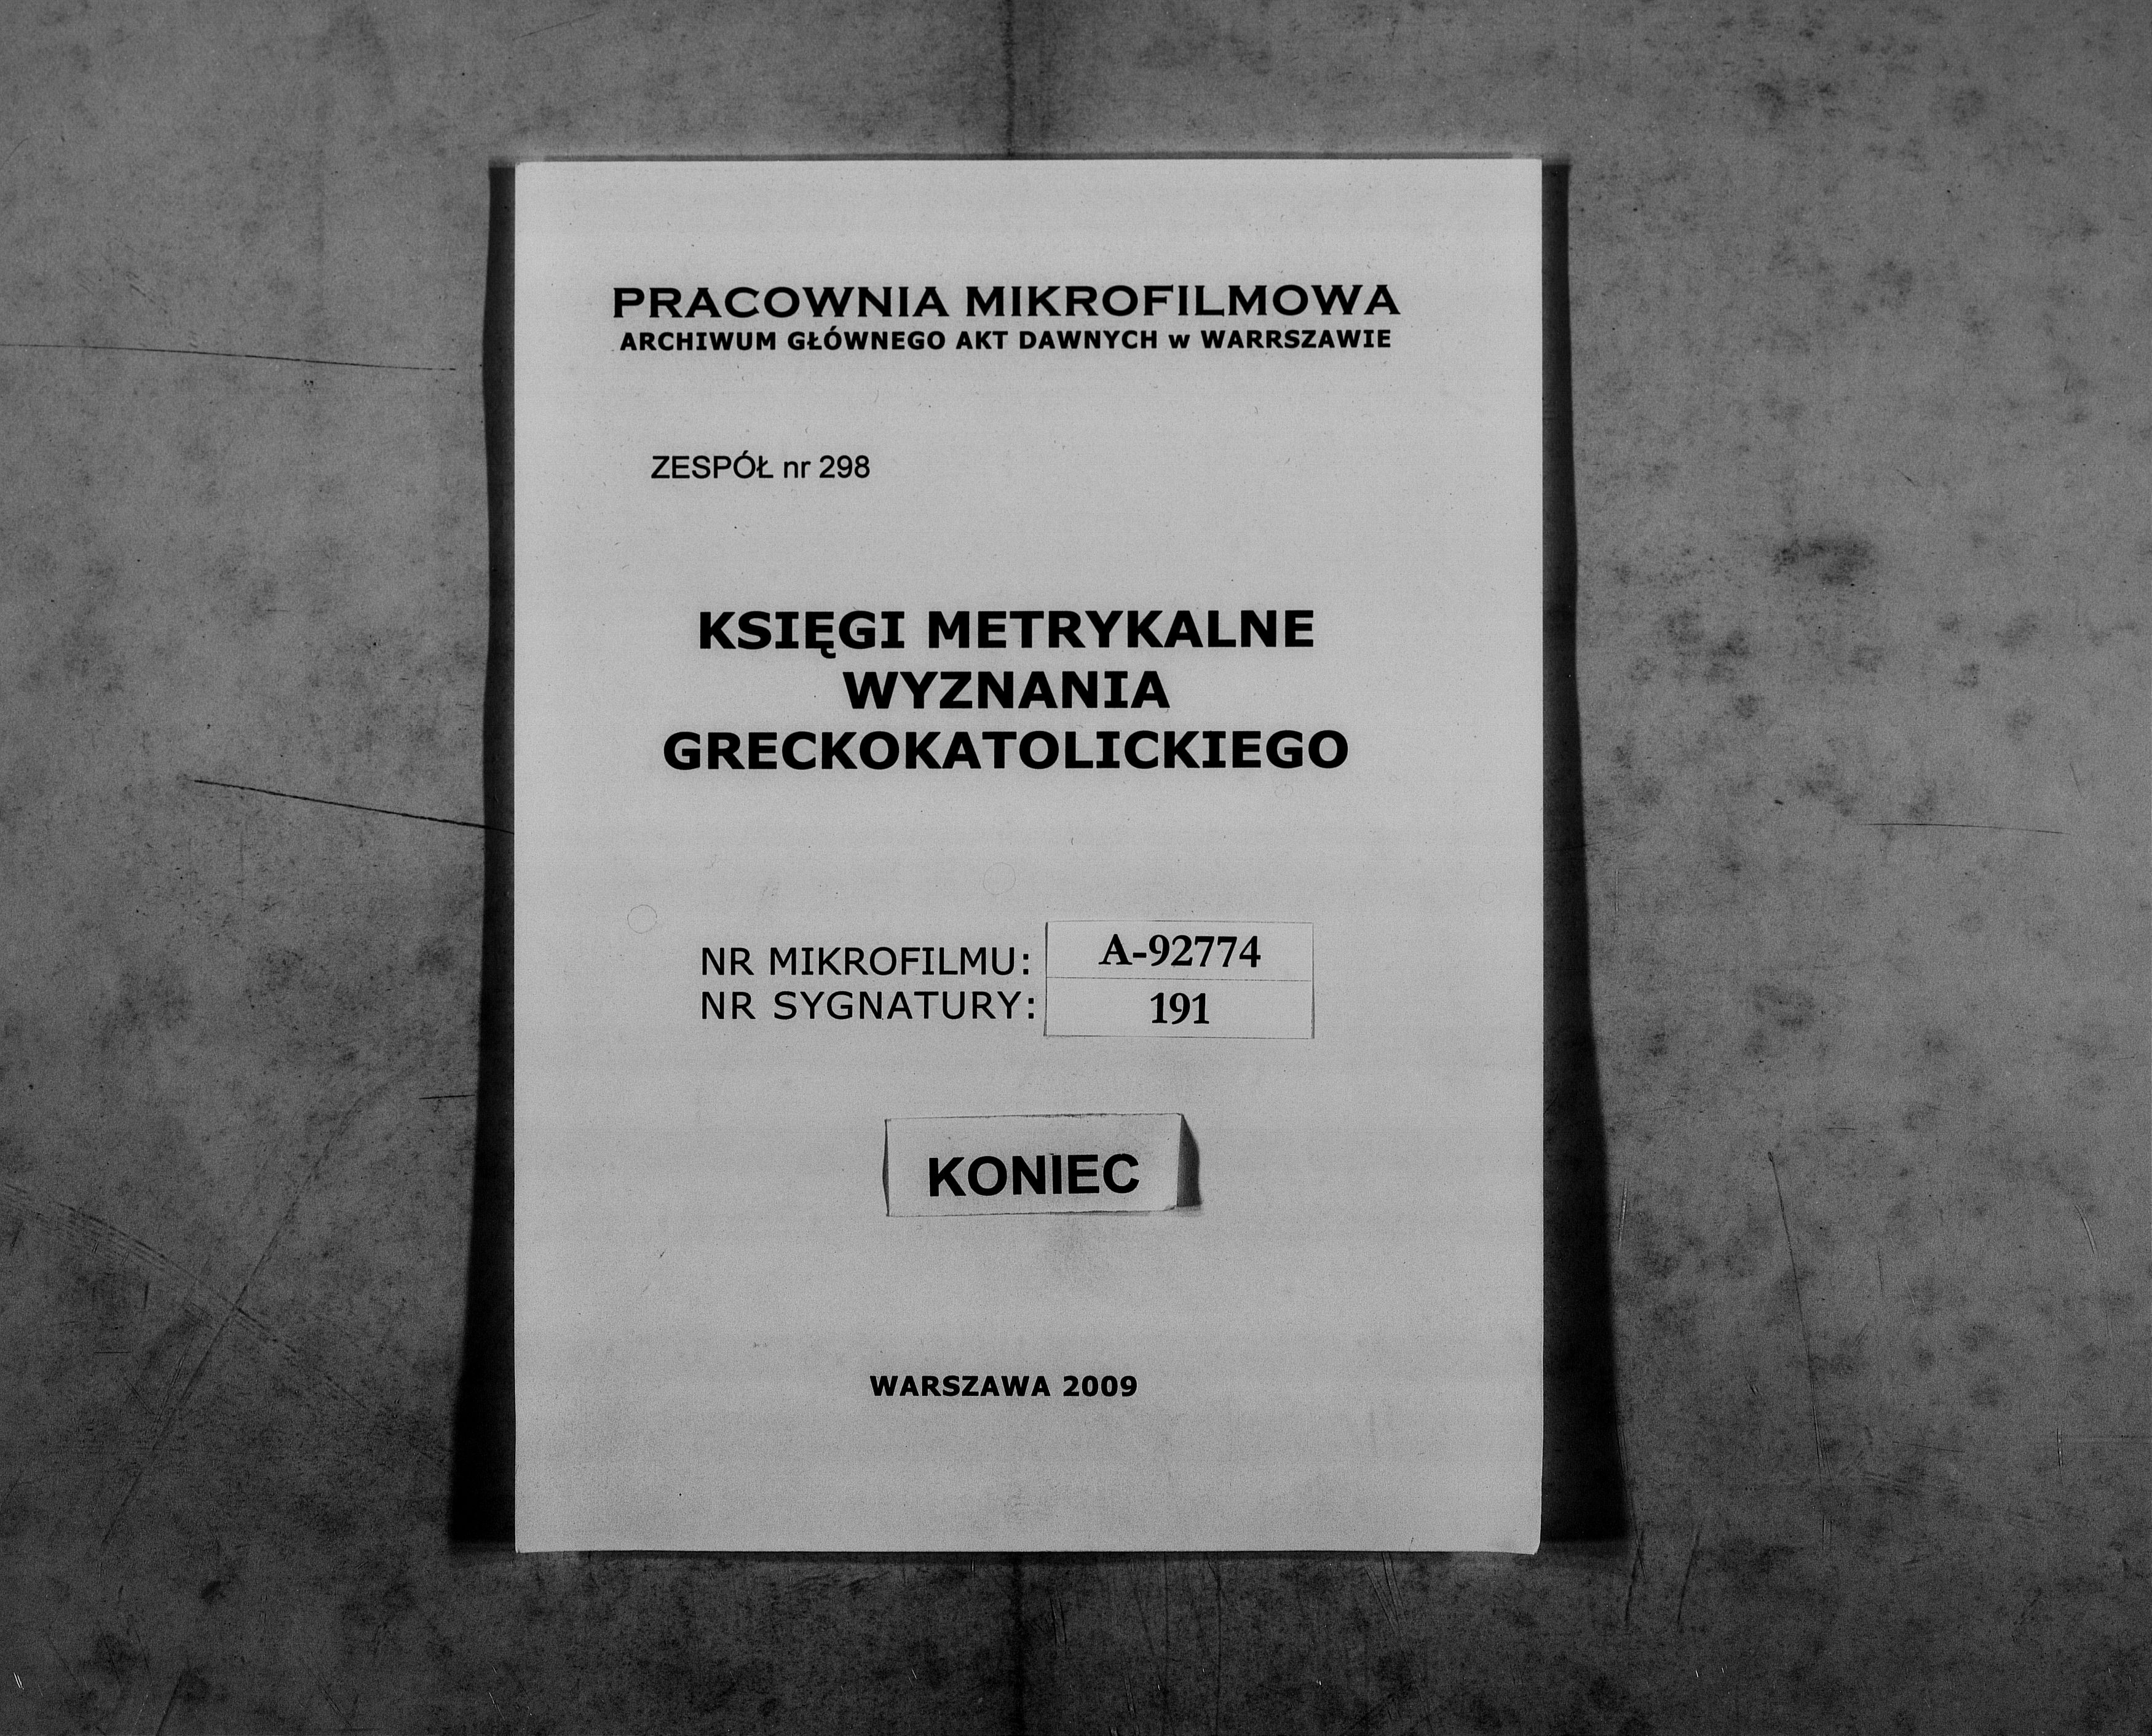 PRACOWNIA MIKROFILMOWA
ARCHIWUM GŁÓWNEGO AKT DAWNYCH w WARRSZAWIE
ZESPÓŁ nr 298
KSIĘGI METRYKALNE
WYZNANIA
GRECKOKATOLICKIEGO
NR MIKROFILMU: A-92774
NR SYGNATURY: 191
KONIEC
WARSZAWA 2009